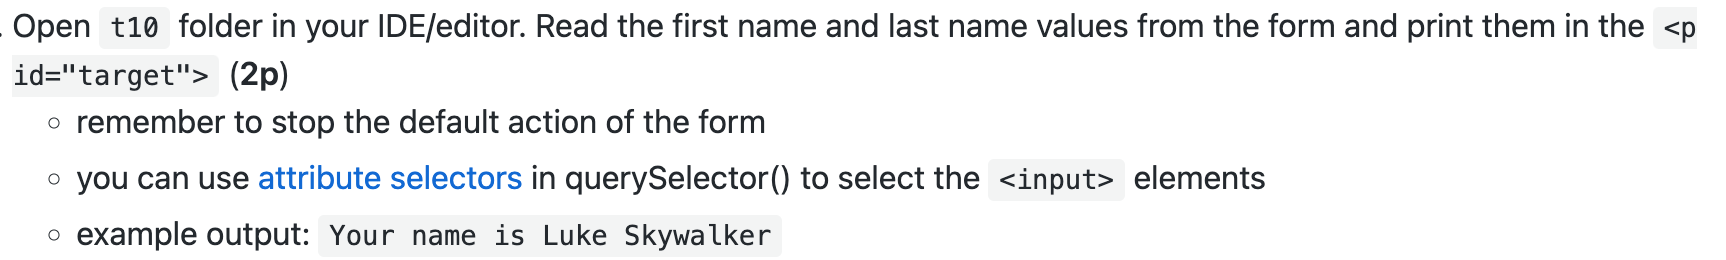 . Open t10 folder in your IDE/editor. Read the first name and last name values from the form and print them in the <p
id="target"> (2p)
○ remember to stop the default action of the form
○ you can use attribute selectors in querySelector() to select the <input> elements
○ example output: Your name is Luke Skywalker